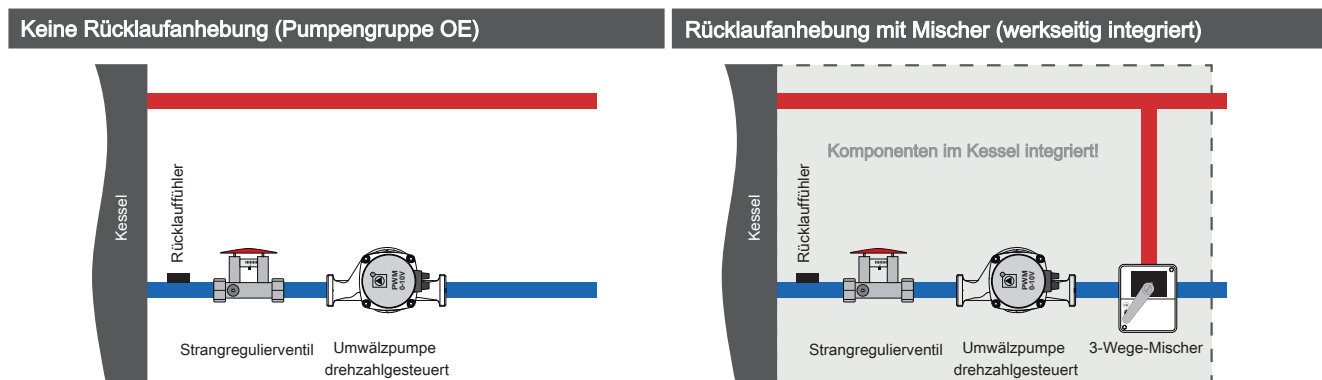 Keine Rücklaufanhebung (Pumpengruppe OE)
Kessel
Rücklauffühler
PWM
0-10V
Strangregulierventil
Umwälzpumpe
drehzahlgesteuert
Rücklaufanhebung mit Mischer (werkseitig integriert)
Komponenten im Kessel integriert!
Kessel
Rücklauffühler
PWM
0-10V
Strangregulierventil
Umwälzpumpe
drehzahlgesteuert
3-Wege-Mischer